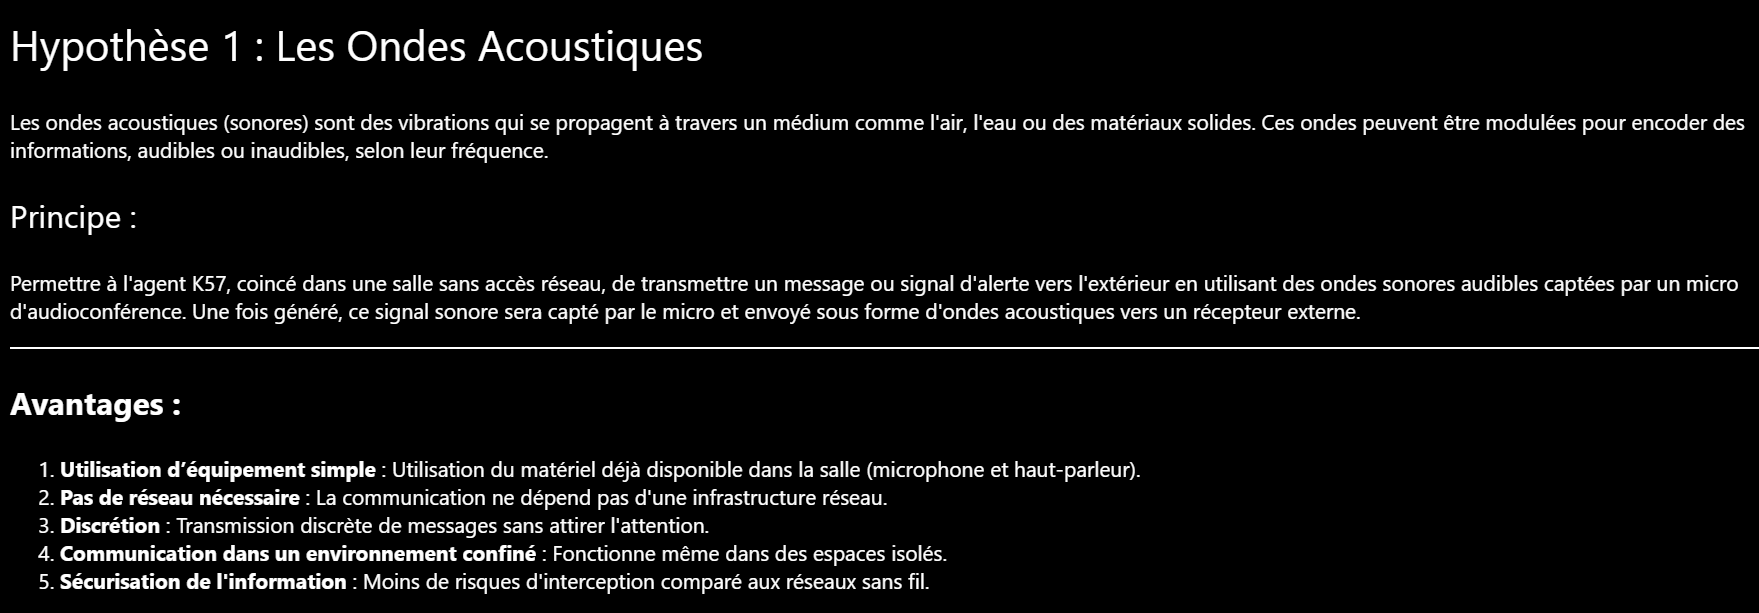 Hypothèse 1 : Les Ondes Acoustiques
Les ondes acoustiques (sonores) sont des vibrations qui se propagent à travers un médium comme l'air, l'eau ou des matériaux solides. Ces ondes peuvent être modulées pour encoder des
informations, audibles ou inaudibles, selon leur fréquence.
Principe :
Permettre à l'agent K57, coincé dans une salle sans accès réseau, de transmettre un message ou signal d'alerte vers l'extérieur en utilisant des ondes sonores audibles captées par un micro
d'audioconférence. Une fois généré, ce signal sonore sera capté par le micro et envoyé sous forme d'ondes acoustiques vers un récepteur externe.
Avantages :
1. Utilisation d’équipement simple : Utilisation du matériel déjà disponible dans la salle (microphone et haut-parleur).
2. Pas de réseau nécessaire : La communication ne dépend pas d'une infrastructure réseau.
3. Discrétion : Transmission discrète de messages sans attirer l'attention.
4. Communication dans un environnement confiné : Fonctionne même dans des espaces isolés.
5. Sécurisation de l'information : Moins de risques d'interception comparé aux réseaux sans fil.